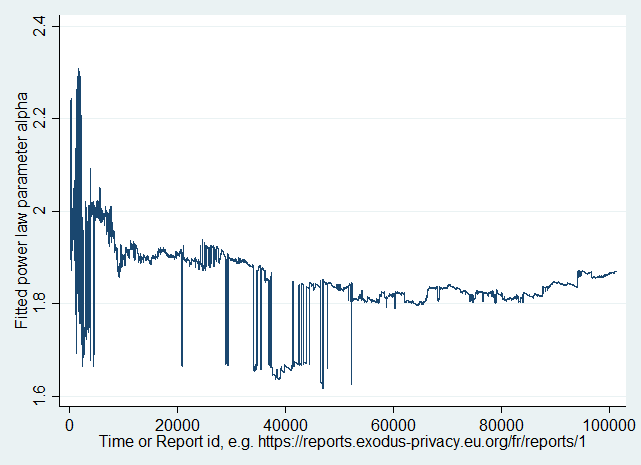 2.4
2.2
2
1.8
1.6
Fitted power law parameter alpha
0 20000 40000 60000 80000 100000
Time or Report id, e.g. https://reports.exodus-privacy.eu.org/fr/reports/1